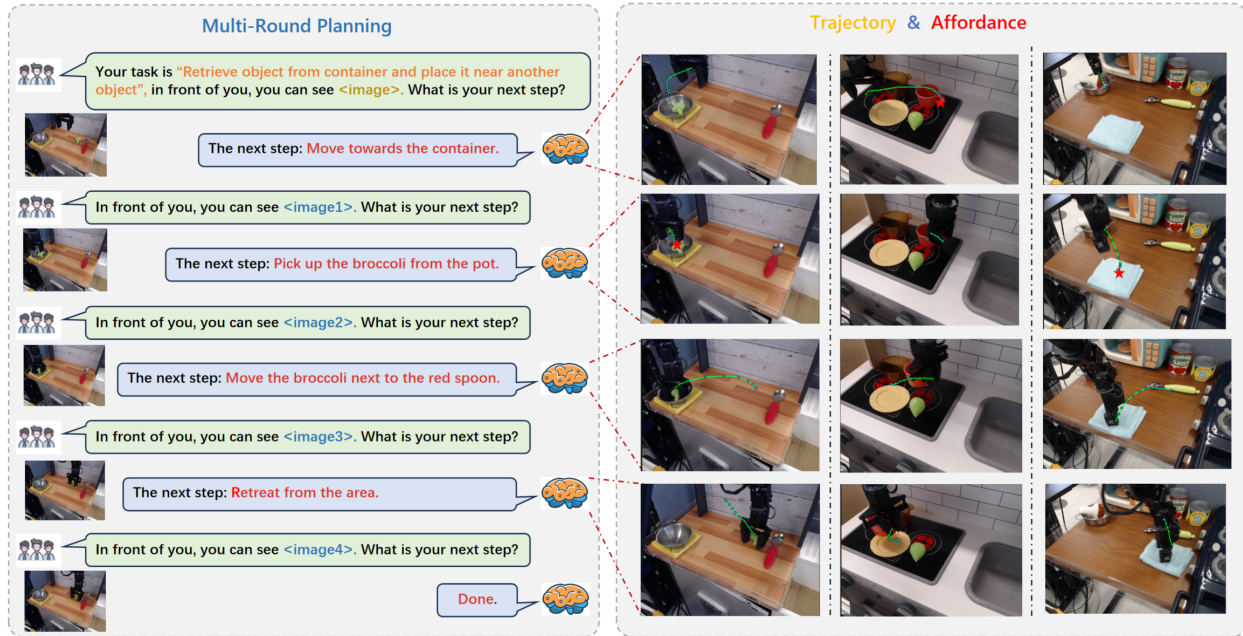 Multi-Round Planning
Your task is “Retrieve object from container and place it near another
object”, in front of you, you can see <image>. What is your next step?
The next step: Move towards the container.
In front of you, you can see <image1>. What is your next step?
The next step: Pick up the broccoli from the pot.
In front of you, you can see <image2>. What is your next step?
The next step: Move the broccoli next to the red spoon.
In front of you, you can see <image3>. What is your next step?
The next step: Retreat from the area.
In front of you, you can see <image4>. What is your next step?
Done.
Trajectory & Affordance